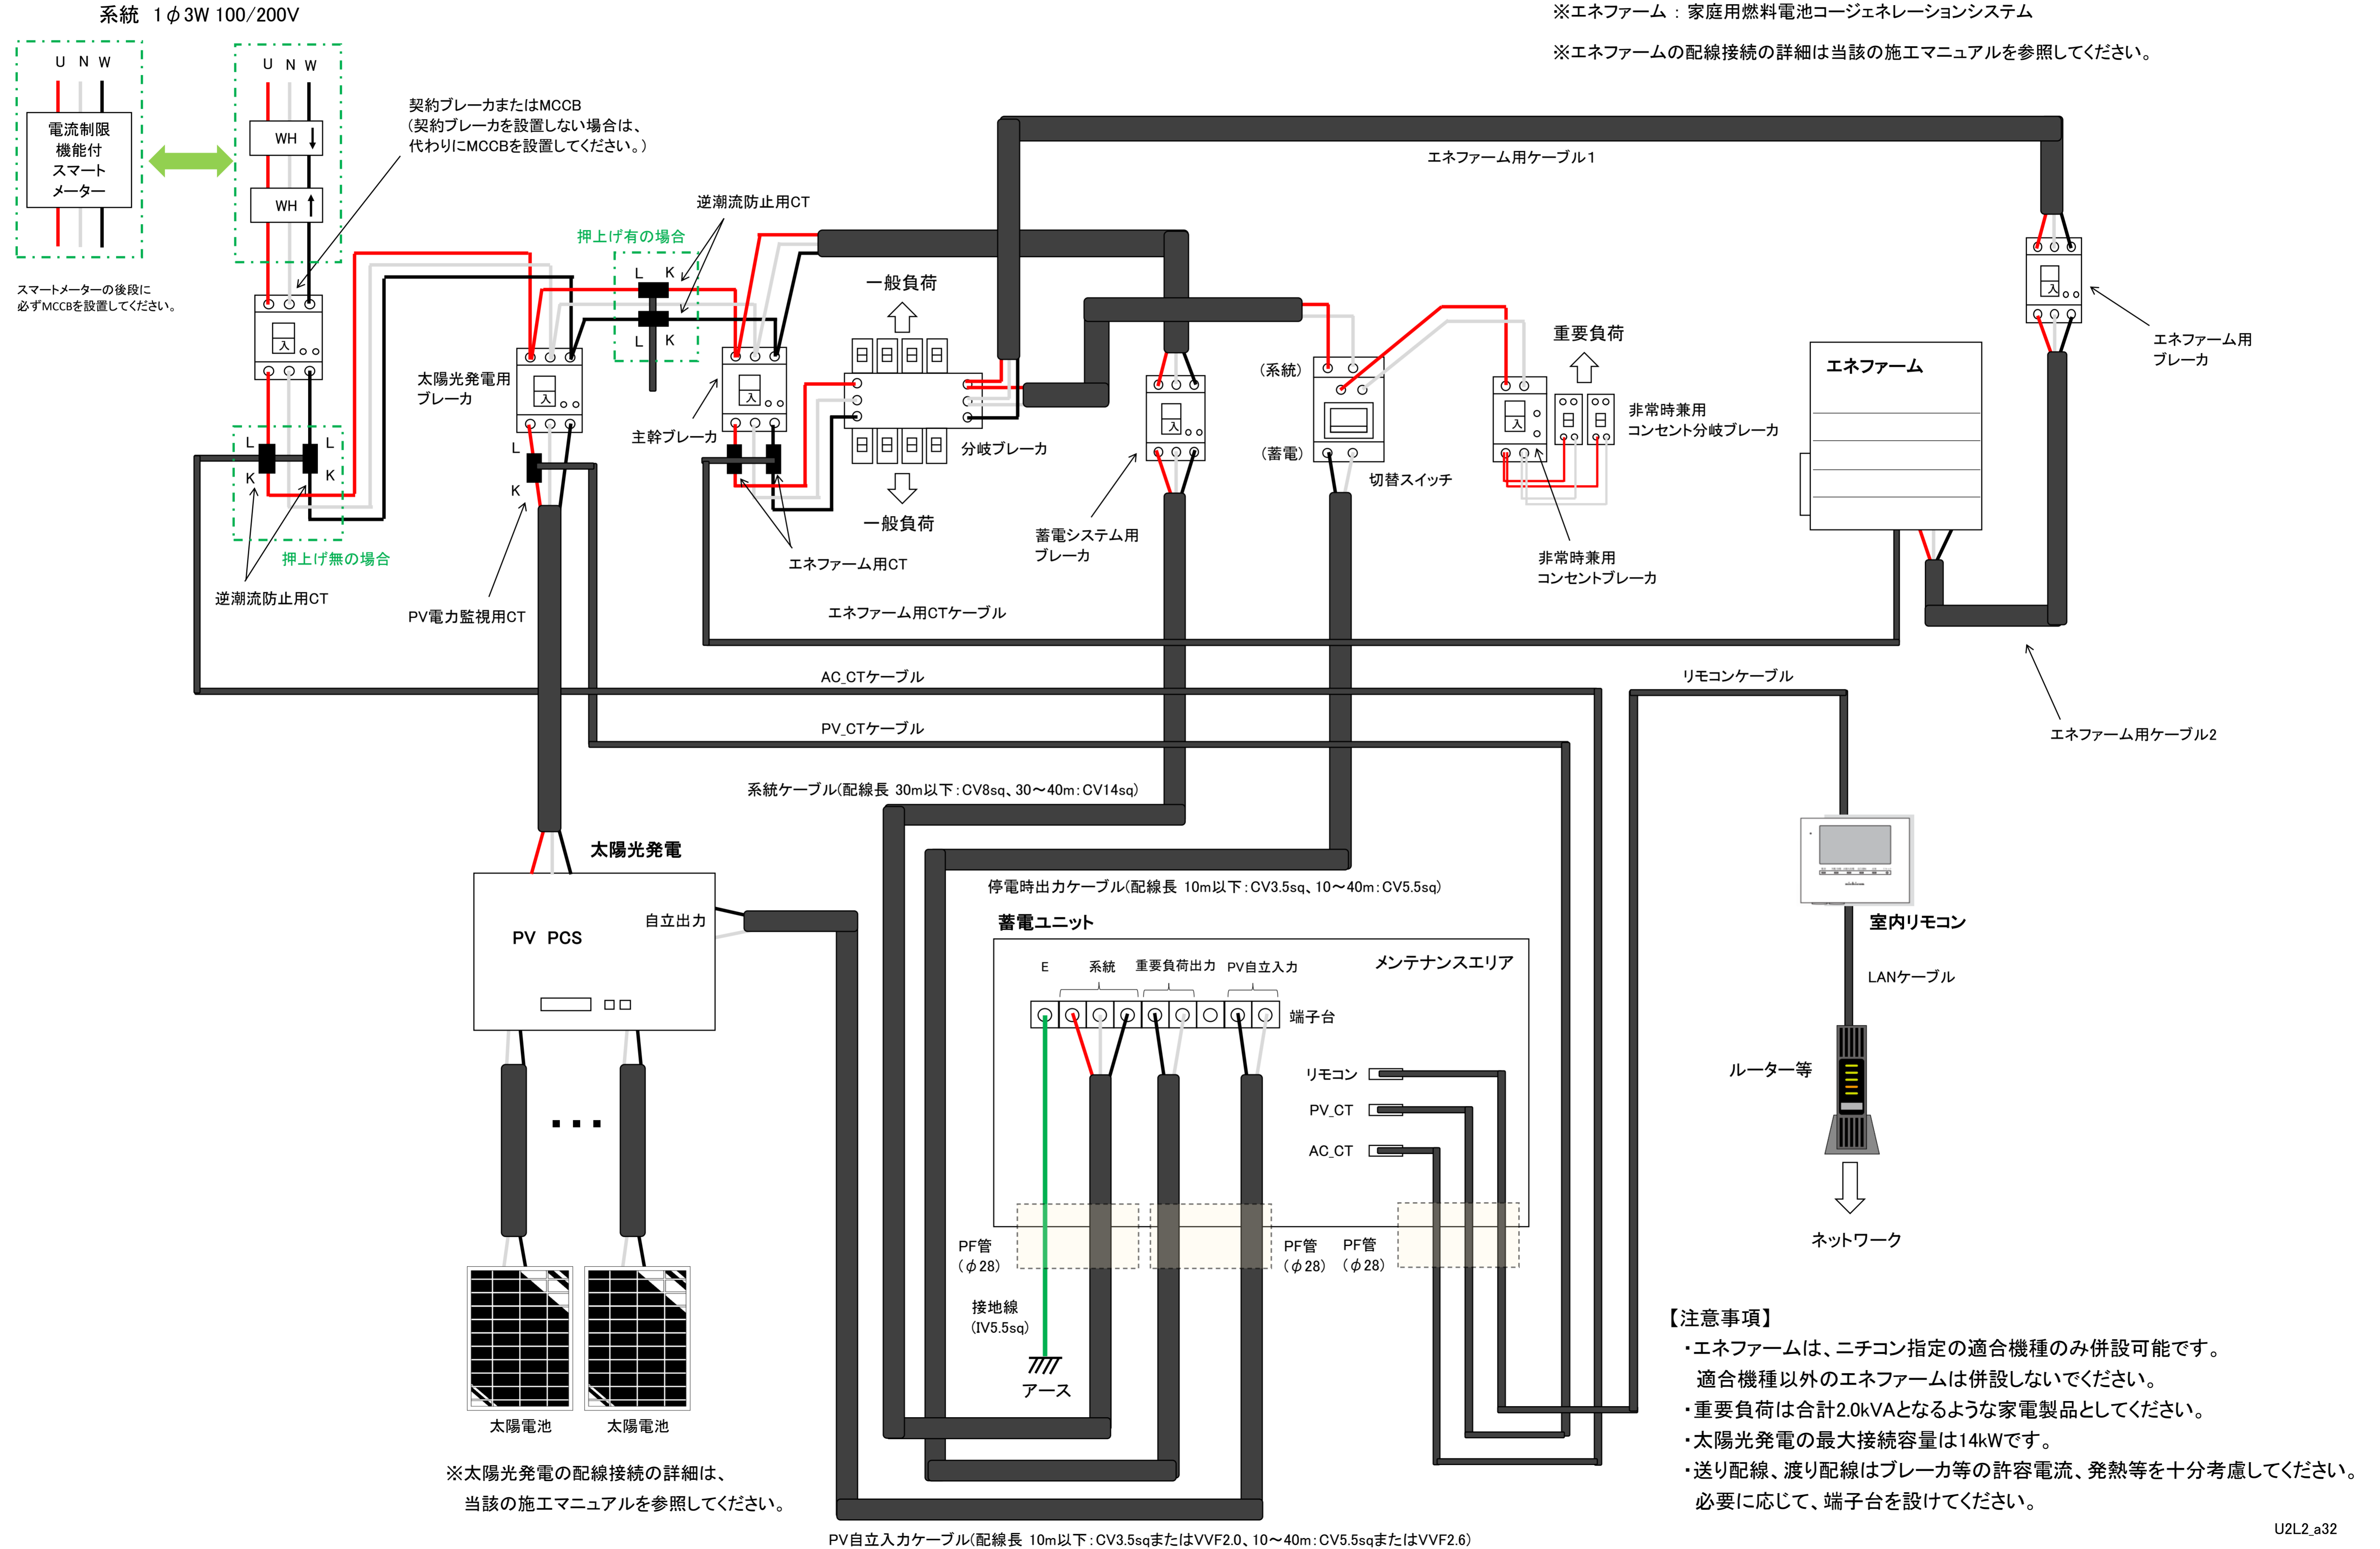 系統 1φ3W 100/200V
※エネファーム : 家庭用燃料電池コージェネレーションシステム
※エネファームの配線接続の詳細は当該の施工マニュアルを参照してください。
U N W
U N W
電流制限
機能付
スマート
メーター
WH
WH
スマートメーターの後段に
必ずMCCBを設置してください。
契約ブレーカまたはMCCB
(契約ブレーカを設置しない場合は、
代わりにMCCBを設置してください。)
入
L L
K K
押上げ無の場合
逆潮流防止用CT
太陽光発電用
ブレーカ
入
L
K
PV電力監視用CT
押上げ有の場合
逆潮流防止用CT
L K
L K
主幹ブレーカ
入
エネファーム用CT
一般負荷
一般負荷
分岐ブレーカ
エネファーム用ケーブル1
蓄電システム用
ブレーカ
入
(系統)
(蓄電)
切替スイッチ
重要負荷
入
非常時兼用
コンセント分岐ブレーカ
非常時兼用
コンセントブレーカ
エネファーム
入
エネファーム用
ブレーカ
エネファーム用CTケーブル
エネファーム用ケーブル2
AC_CTケーブル
リモコンケーブル
PV_CTケーブル
系統ケーブル(配線長 30m以下:CV8sq、30～40m:CV14sq)
太陽光発電
PV PCS
自立出力
停電時出力ケーブル(配線長 10m以下:CV3.5sq、10～40m:CV5.5sq)
蓄電ユニット
メンテナンスエリア
E 系統 重要負荷出力 PV自立入力
端子台
リモコン
PV_CT
AC_CT
PF管
(φ28)
PF管
(φ28)
PF管
(φ28)
接地線
(IV5.5sq)
アース
室内リモコン
LANケーブル
ルーター等
ネットワーク
太陽電池
太陽電池
※太陽光発電の配線接続の詳細は、
当該の施工マニュアルを参照してください。
PV自立入力ケーブル(配線長 10m以下:CV3.5sqまたはVVF2.0、10～40m:CV5.5sqまたはVVF2.6)
【注意事項】
・エネファームは、ニチコン指定の適合機種のみ併設可能です。
適合機種以外のエネファームは併設しないでください。
・重要負荷は合計2.0kVAとなるような家電製品としてください。
・太陽光発電の最大接続容量は14kWです。
・送り配線、渡り配線はブレーカ等の許容電流、発熱等を十分考慮してください。
必要に応じて、端子台を設けてください。
U2L2_a32